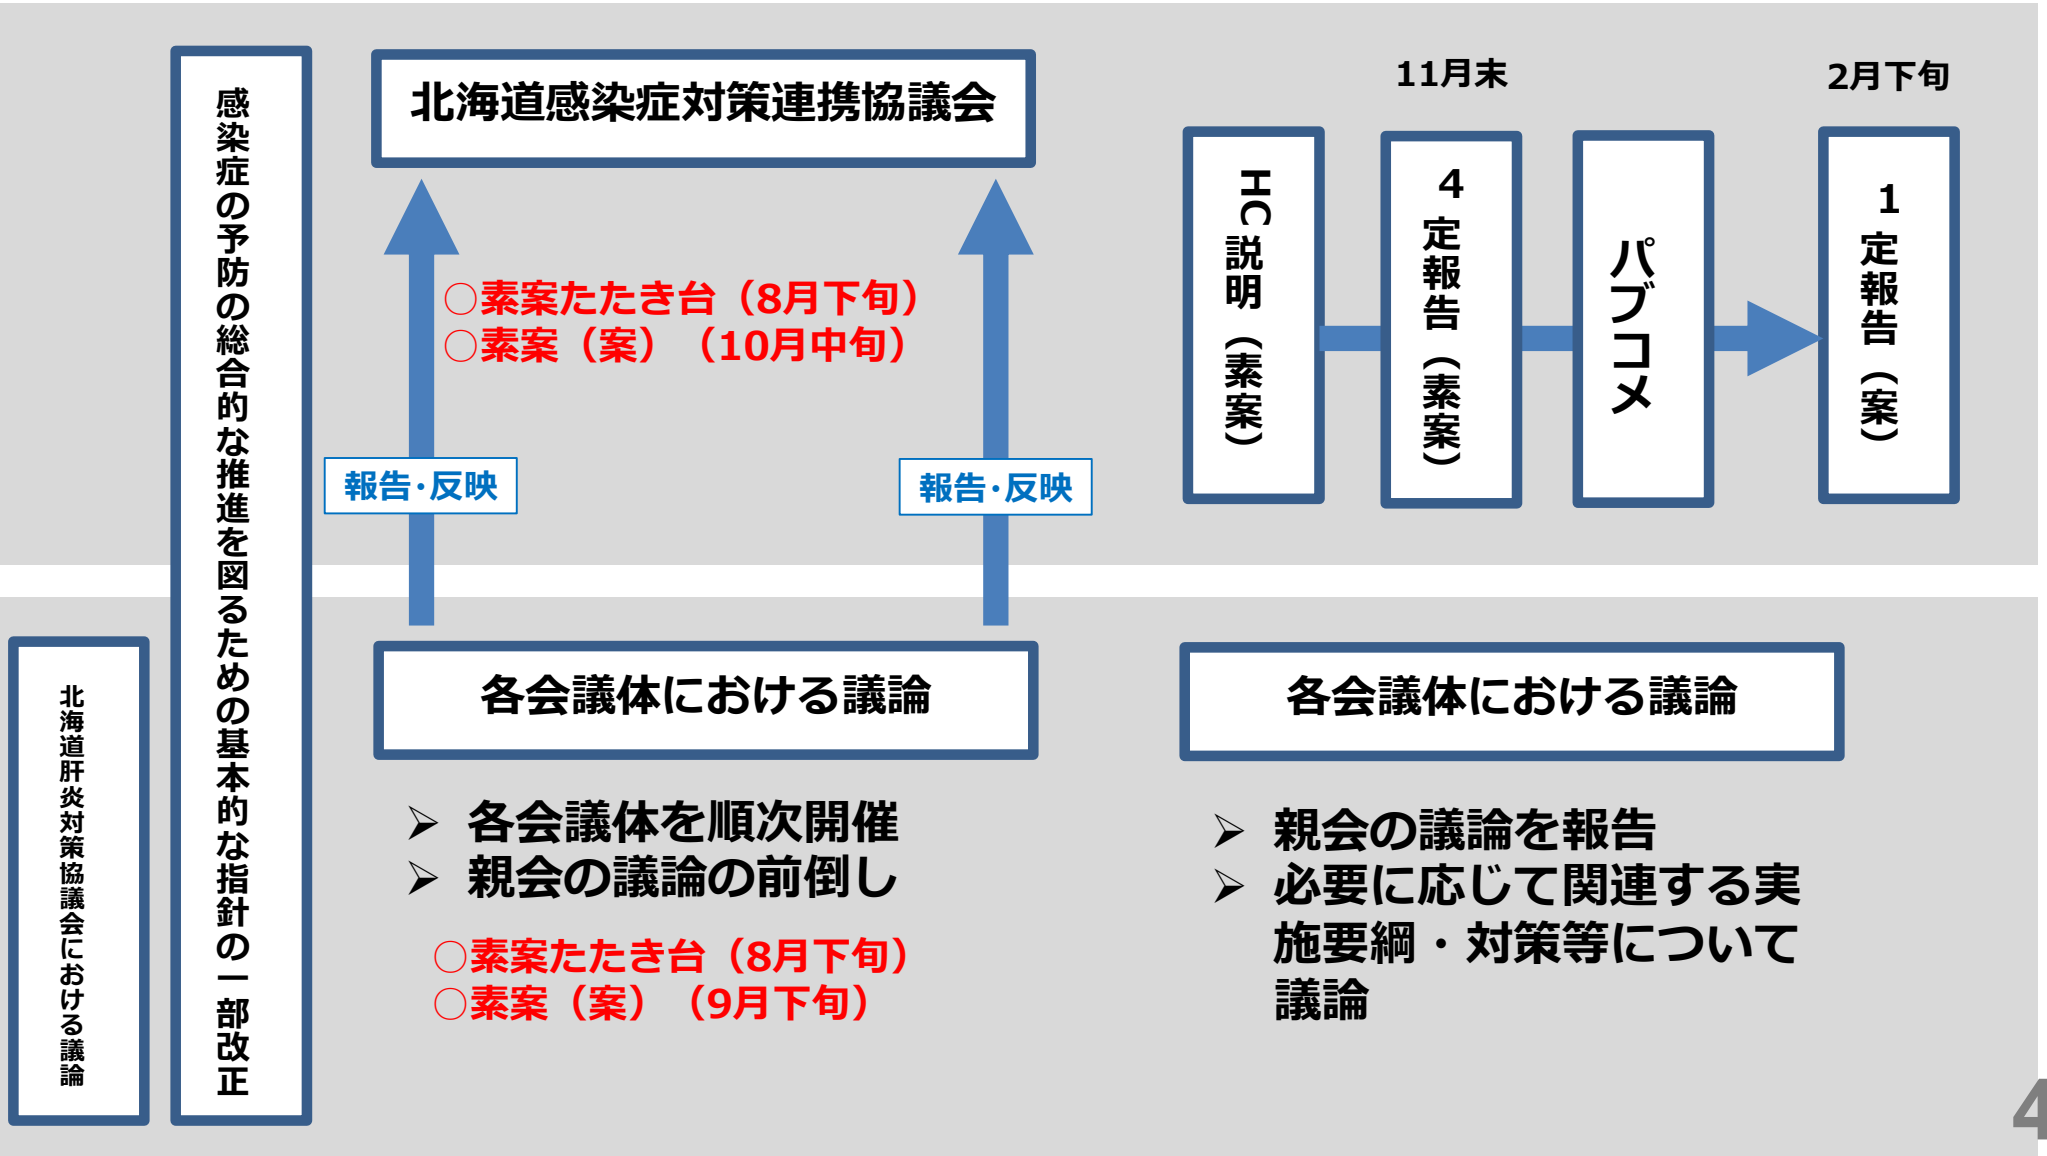 北海道肝炎対策協議会における議論
感染症の予防の総合的な推進を図るための基本的な指針の一部改正
北海道感染症対策連携協議会
○素案たたき台（8月下旬）
○素案（案）（10月中旬）
報告・反映
報告・反映
11月末
2月下旬
HC説明（素案）
4定報告（素案）
パブコメ
1定報告（案）
各会議体における議論
➢ 各会議体を順次開催
➢ 親会の議論の前倒し
○素案たたき台（8月下旬）
○素案（案）（9月下旬）
各会議体における議論
➢ 親会の議論を報告
➢ 必要に応じて関連する実
施要綱・対策等について
議論
4